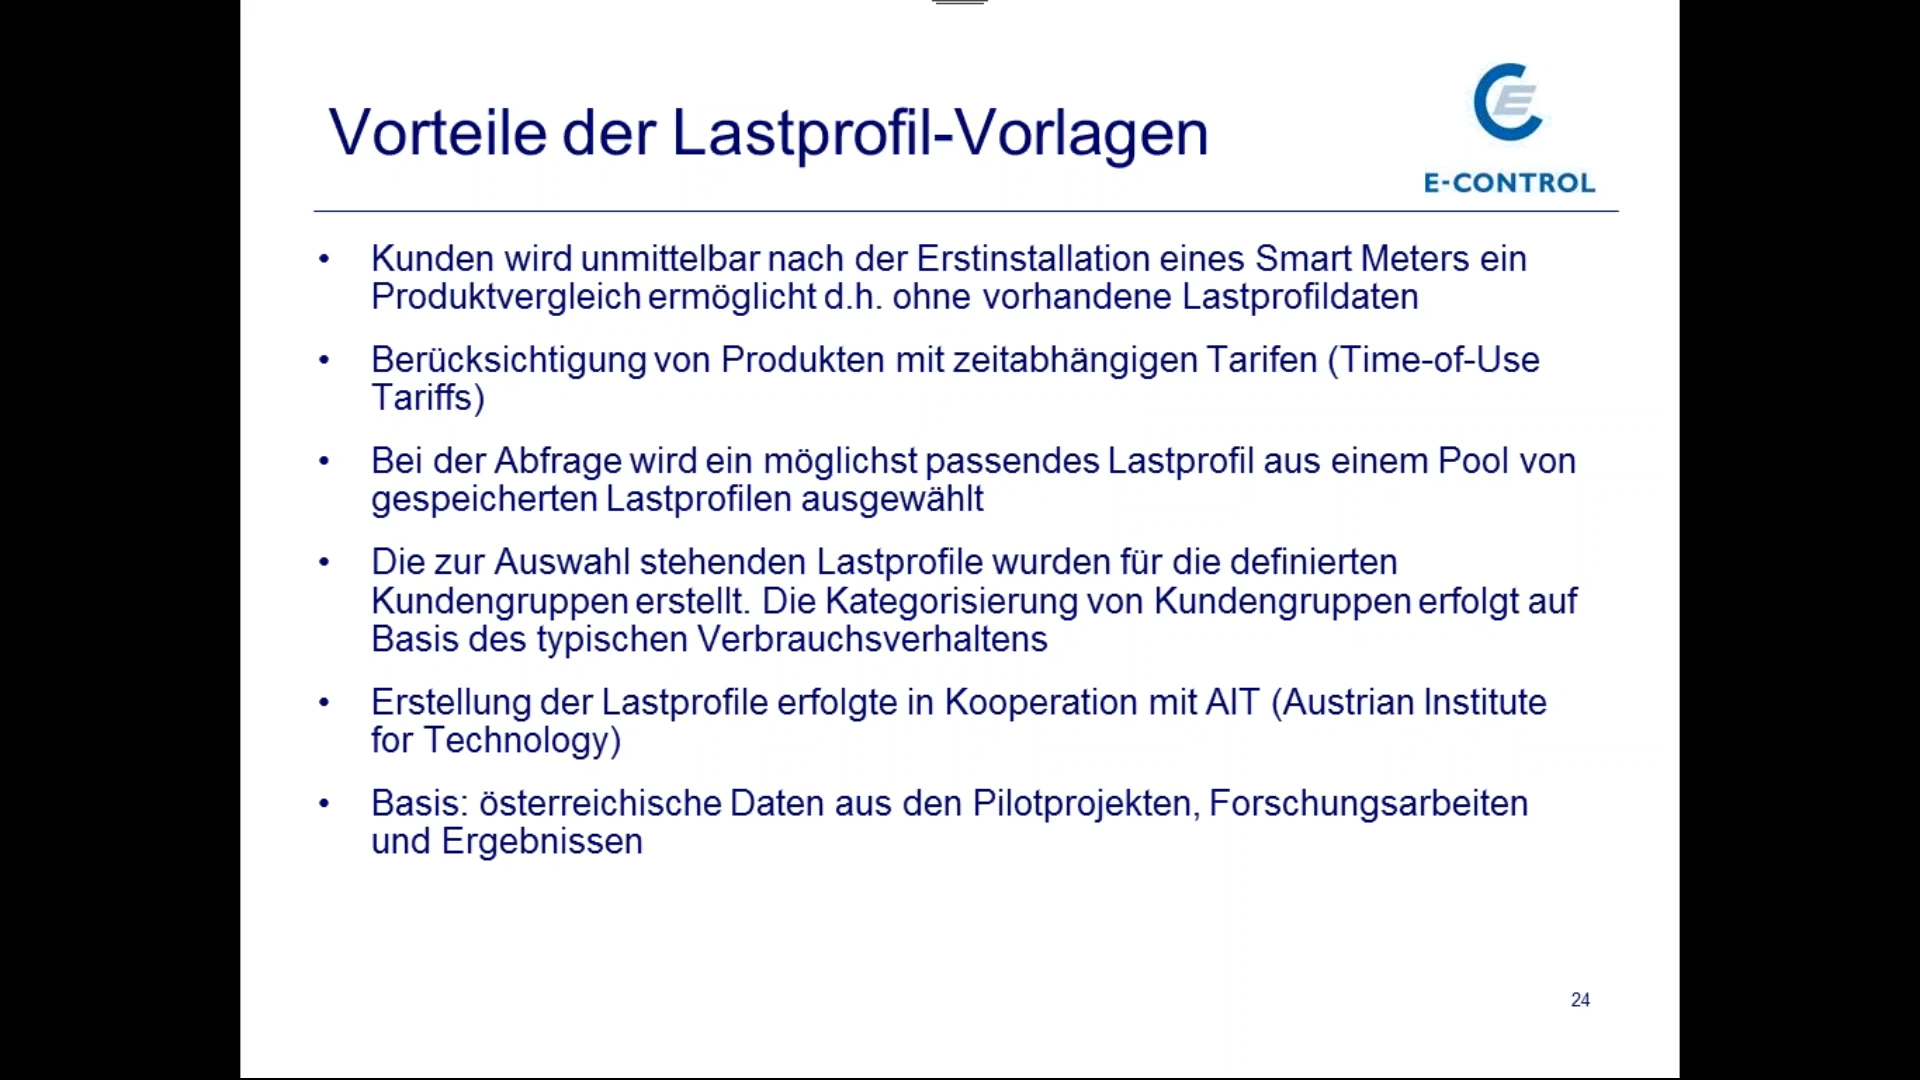 Vorteile der Lastprofil-Vorlagen
E-CONTROL
• Kunden wird unmittelbar nach der Erstinstallation eines Smart Meters ein
Produktvergleich ermöglicht d.h. ohne vorhandene Lastprofildaten
• Berücksichtigung von Produkten mit zeitabhängigen Tarifen (Time-of-Use
Tariffs)
• Bei der Abfrage wird ein möglichst passendes Lastprofil aus einem Pool von
gespeicherten Lastprofilen ausgewählt
• Die zur Auswahl stehenden Lastprofile wurden für die definierten
Kundengruppen erstellt. Die Kategorisierung von Kundengruppen erfolgt auf
Basis des typischen Verbrauchsverhaltens
• Erstellung der Lastprofile erfolgte in Kooperation mit AIT (Austrian Institute
for Technology)
• Basis: österreichische Daten aus den Pilotprojekten, Forschungsarbeiten
und Ergebnissen
24